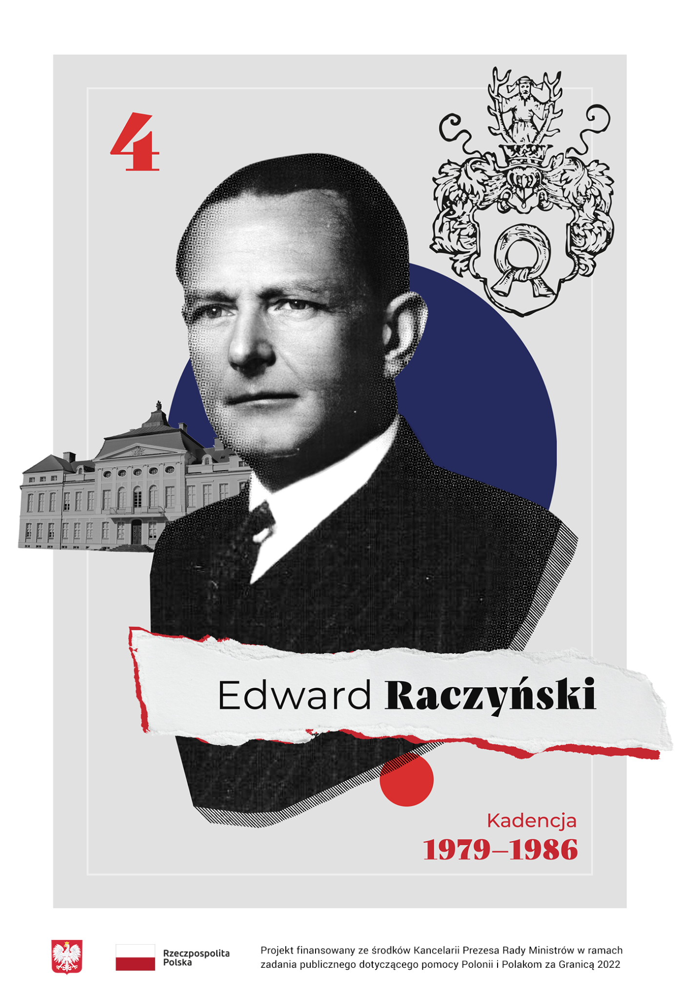 4
Edward Raczyński
Kadencja
1979–1986
Rzeczpospolita
Polska
Projekt finansowany ze środków Kancelarii Prezesa Rady Ministrów w ramach
zadania publicznego dotyczącego pomocy Polonii i Polakom za Granicą 2022